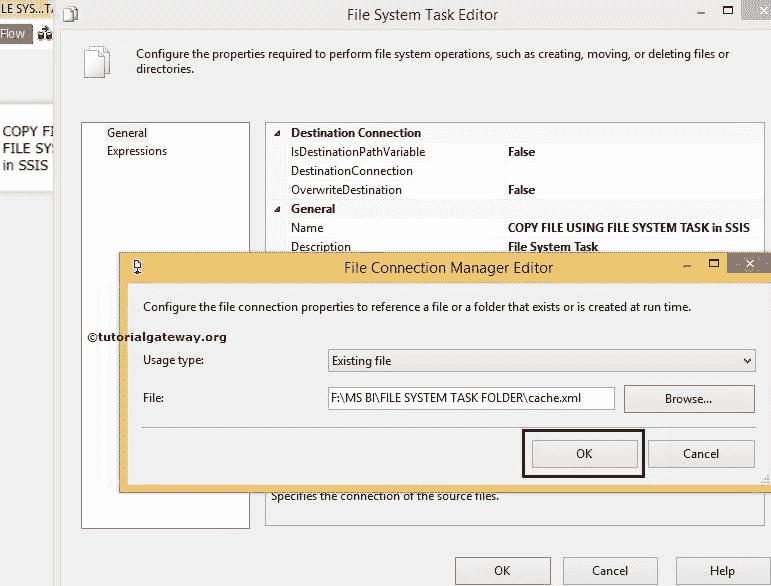 LE SYS...TA
File System Task Editor
Flow
Configure the properties required to perform file system operations, such as creating, moving, or deleting files or
directories.
COPY FI
FILE SYS
in SSIS
General
Expressions
Destination Connection
IsDestinationPathVariable False
DestinationConnection
OverwriteDestination False
General
Name COPY FILE USING FILE SYSTEM TASK in SSIS
Description File System Task
File Connection Manager Editor
Configure the file connection properties to reference a file or a folder that exists or is created at run time.
©tutorialgateway.org
Usage type: Existing file
File: F:\MS BI\FILE SYSTEM TASK FOLDER\cache.xml Browse...
OK Cancel
Specifies the connection of the source files.
OK Cancel Help